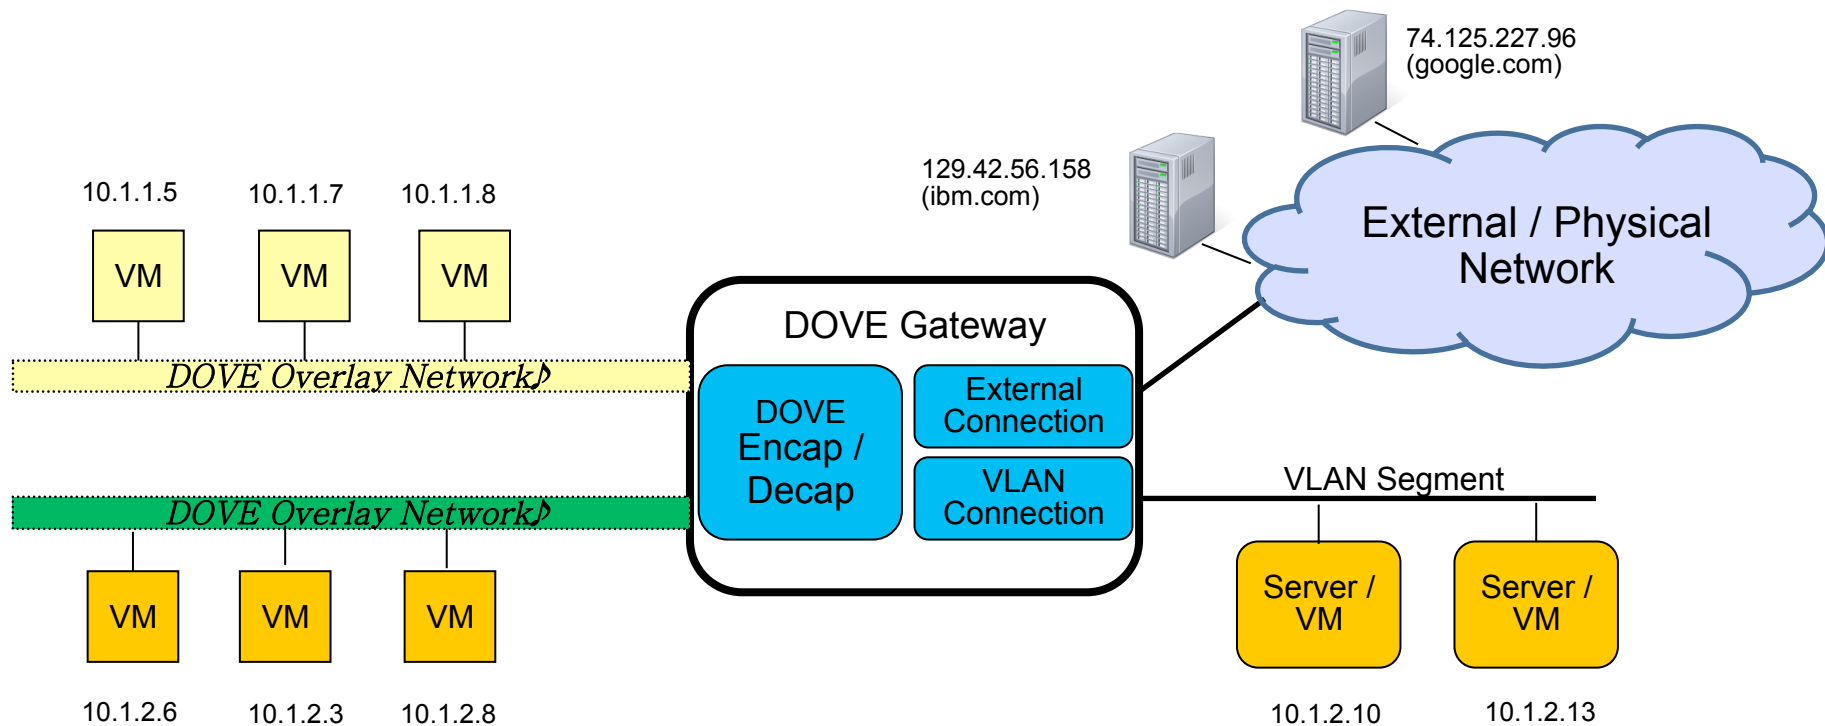 74.125.227.96
(google.com)
129.42.56.158
(ibm.com)
External / Physical
Network
10.1.1.5
10.1.1.7
10.1.1.8
VM
VM
VM
DOVE Overlay Network♪
DOVE Gateway
DOVE
Encap /
Decap
External
Connection
VLAN
Connection
VLAN Segment
DOVE Overlay Network♪
VM
VM
VM
Server /
VM
Server /
VM
10.1.2.6
10.1.2.3
10.1.2.8
10.1.2.10
10.1.2.13